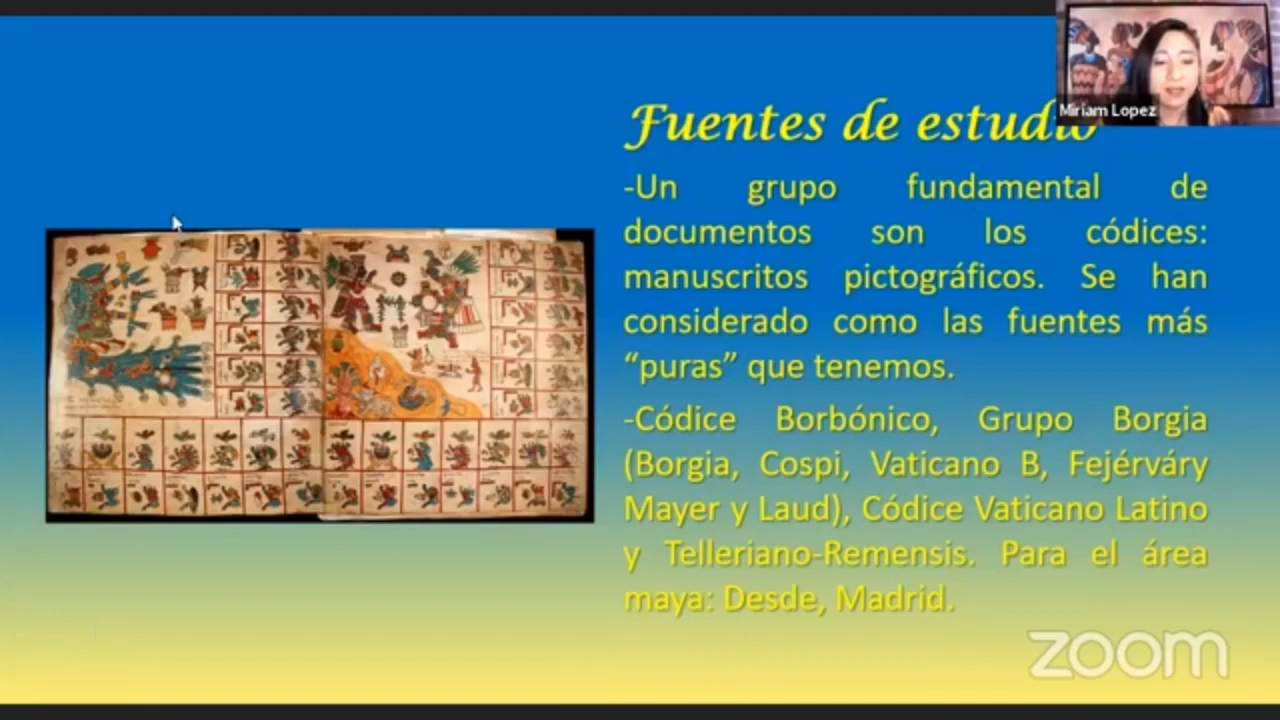 Miriam Lopez
Fuentes de estudio
-Un grupo fundamental de
documentos son los códices:
manuscritos pictográficos. Se han
considerado como las fuentes más
“puras” que tenemos.
-Códice Borbónico, Grupo Borgia
(Borgia, Cospi, Vaticano B, Fejérváry
Mayer y Laud), Códice Vaticano Latino
y Telleriano-Remensis. Para el área
maya: Desde, Madrid.
zoom